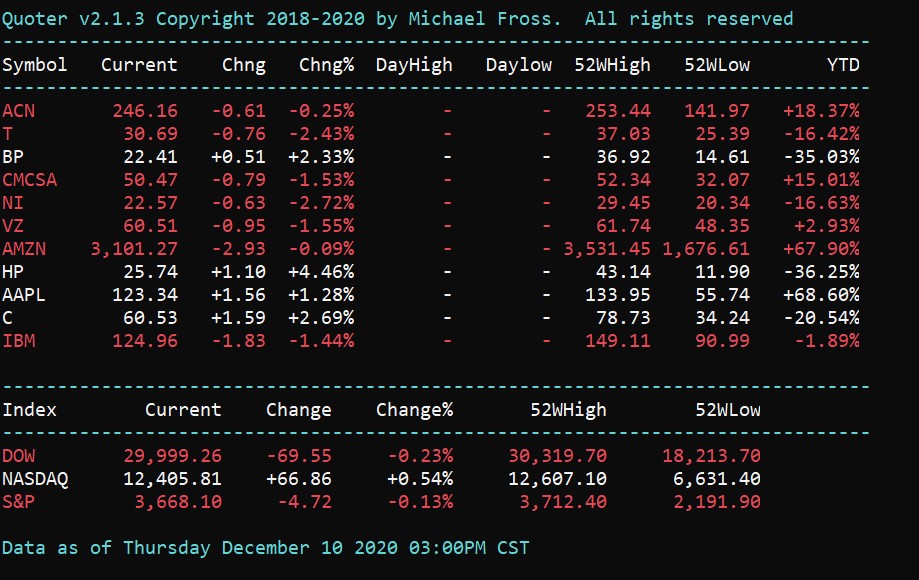 Quoter v2.1.3 Copyright 2018-2020 by Michael Fross.  All rights reserved
-------------------------------------------------------------------------------
Symbol   Current    Chng   Chng%  DayHigh   Daylow  52WHigh   52WLow       YTD
-------------------------------------------------------------------------------
ACN       246.16   -0.61  -0.25%        -        -   253.44   141.97   +18.37%
T          30.69   -0.76  -2.43%        -        -    37.03    25.39   -16.42%
BP         22.41   +0.51  +2.33%        -        -    36.92    14.61   -35.03%
CMCSA      50.47   -0.79  -1.53%        -        -    52.34    32.07   +15.01%
NI         22.57   -0.63  -2.72%        -        -    29.45    20.34   -16.63%
VZ         60.51   -0.95  -1.55%        -        -    61.74    48.35    +2.93%
AMZN    3,101.27   -2.93  -0.09%        -        - 3,531.45 1,676.61   +67.90%
HP         25.74   +1.10  +4.46%        -        -    43.14    11.90   -36.25%
AAPL      123.34   +1.56  +1.28%        -        -   133.95    55.74   +68.60%
C          60.53   +1.59  +2.69%        -        -    78.73    34.24   -20.54%
IBM       124.96   -1.83  -1.44%        -        -   149.11    90.99    -1.89%
-------------------------------------------------------------------------------
Index        Current    Change    Change%       52WHigh        52WLow
-------------------------------------------------------------------------------
DOW        29,999.26    -69.55     -0.23%     30,319.70     18,213.70
NASDAQ     12,405.81    +66.86     +0.54%     12,607.10      6,631.40
S&P         3,668.10     -4.72     -0.13%      3,712.40      2,191.90
Data as of Thursday December 10 2020 03:00PM CST